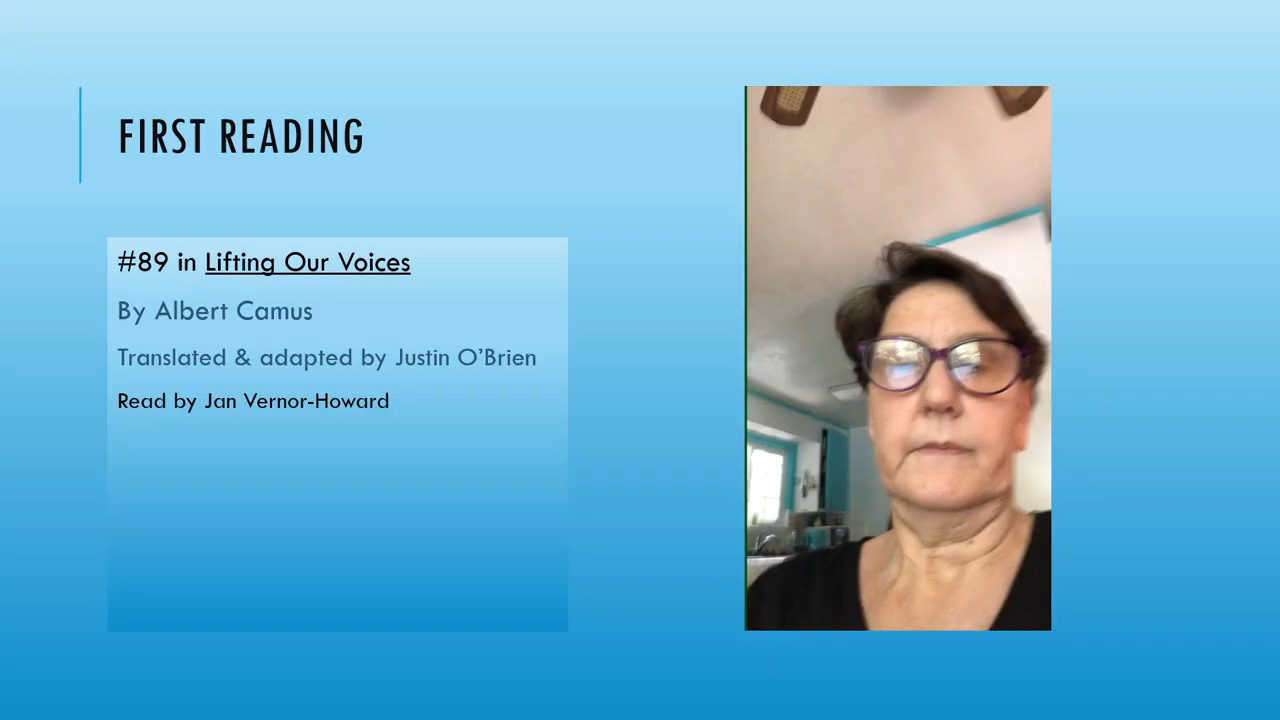 FIRST READING
#89 in Lifting Our Voices
By Albert Camus
Translated & adapted by Justin O’Brien
Read by Jan Vernor-Howard